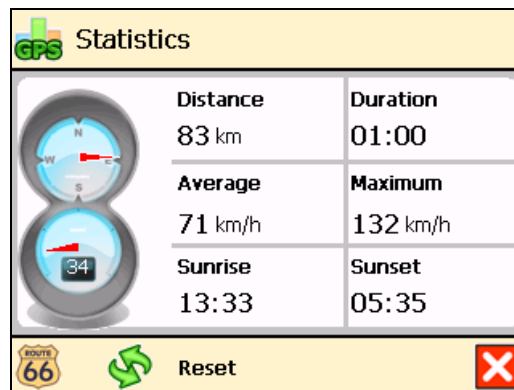 GPS Statistics
N
W E
S
34
Distance
83 km
Duration
01:00
Average
71 km/h
Maximum
132 km/h
Sunrise
13:33
Sunset
05:35
ROUTE
66
Reset